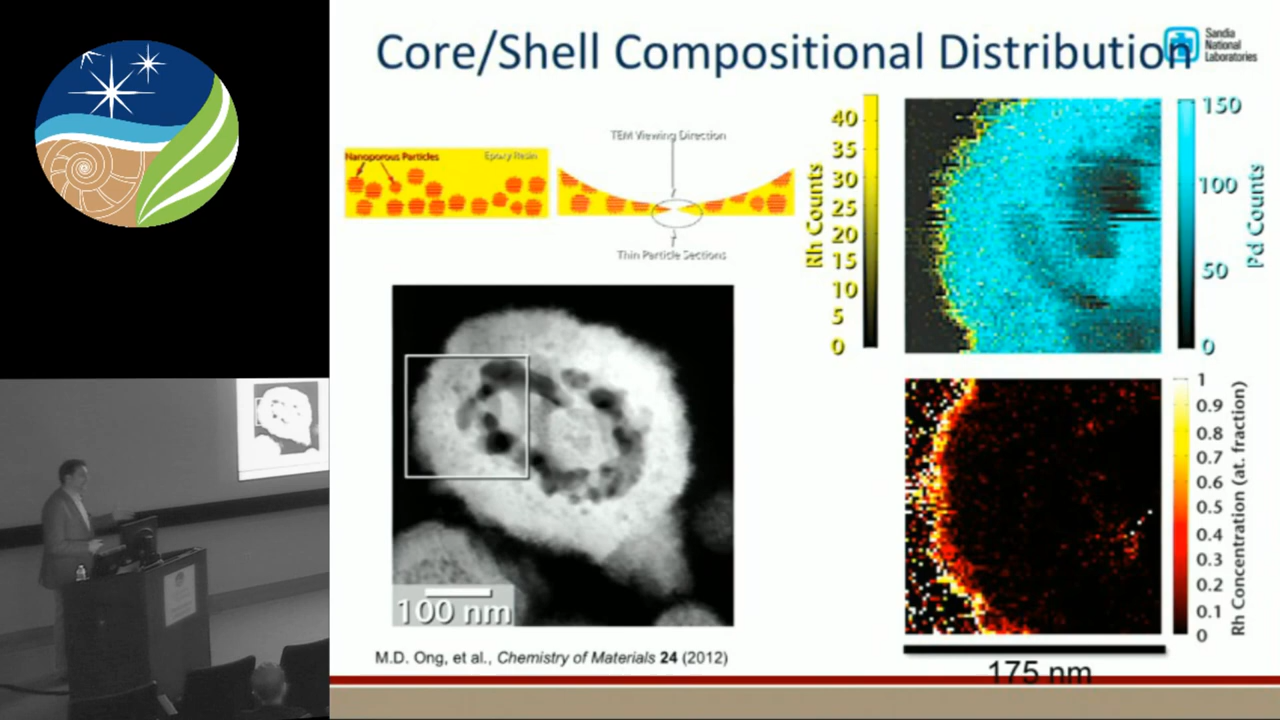 Core/Shell Compositional Distribution
Sandia
National
Laboratories
TEM Viewing Direction
Nanoporous Particles
Epoxy Resin
Thin Particle Sections
Rh Counts
40
35
30
25
20
15
10
5
0
150
100
50
0
Pd Counts
100 nm
1
0.9
0.8
0.7
0.6
0.5
0.4
0.3
0.2
0.1
0
Rh Concentration (at. fraction)
175 nm
M.D. Ong, et al., Chemistry of Materials 24 (2012)